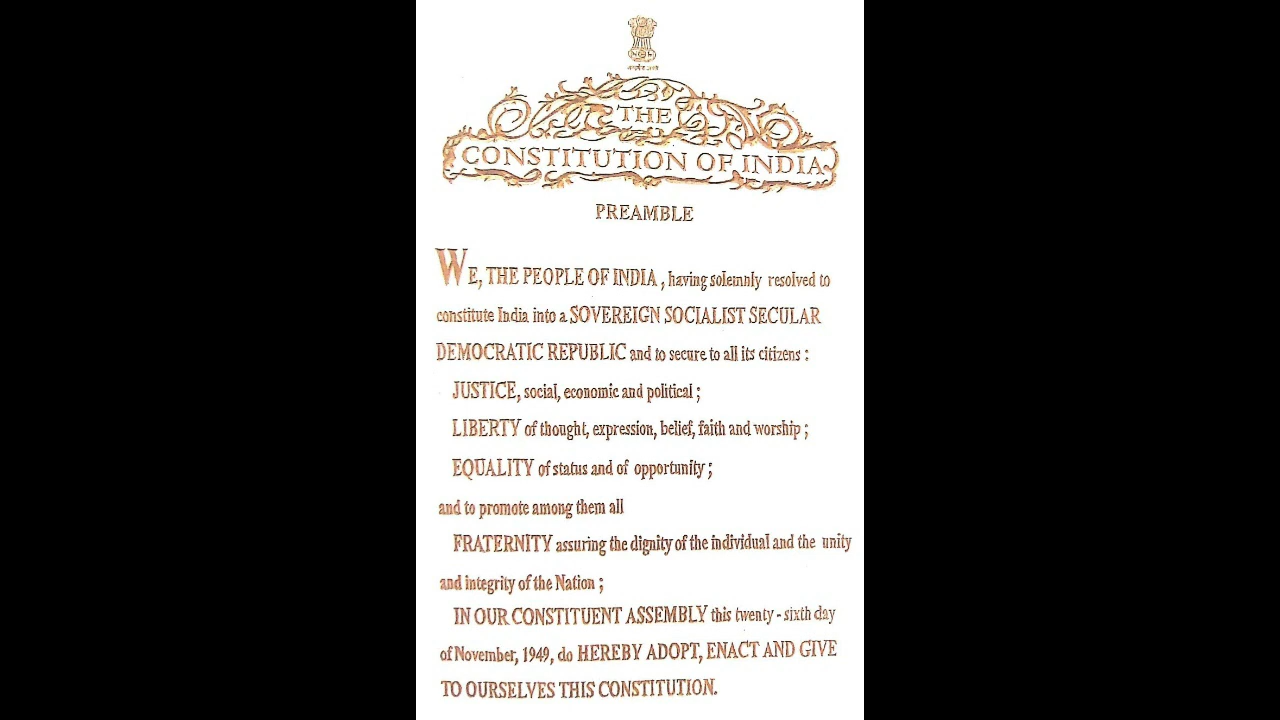 THE
CONSTITUTION OF INDIA
PREAMBLE
WE, THE PEOPLE OF INDIA, having solemnly resolved to
constitute India into a SOVEREIGN SOCIALIST SECULAR
DEMOCRATIC REPUBLIC and to secure to all its citizens :
JUSTICE, social, economic and political ;
LIBERTY of thought, expression, belief, faith and worship ;
EQUALITY of status and of opportunity ;
and to promote among them all
FRATERNITY assuring the dignity of the individual and the unity
and integrity of the Nation ;
IN OUR CONSTITUENT ASSEMBLY this twenty - sixth day
of November, 1949, do HEREBY ADOPT, ENACT AND GIVE
TO OURSELVES THIS CONSTITUTION.